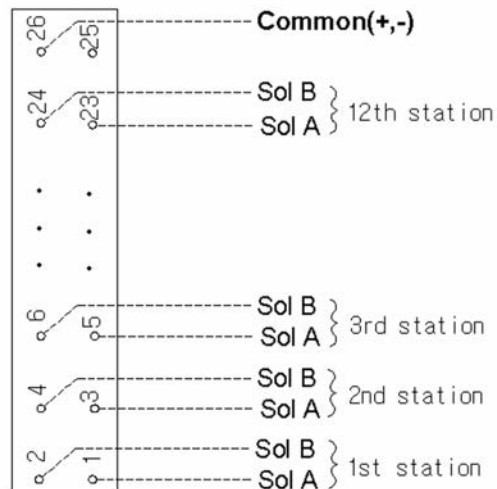 26 25 Common(+,-)
24 23 Sol B
Sol A
12th station
6 5 Sol B
Sol A
3rd station
4 3 Sol B
Sol A
2nd station
2 1 Sol B
Sol A
1st station